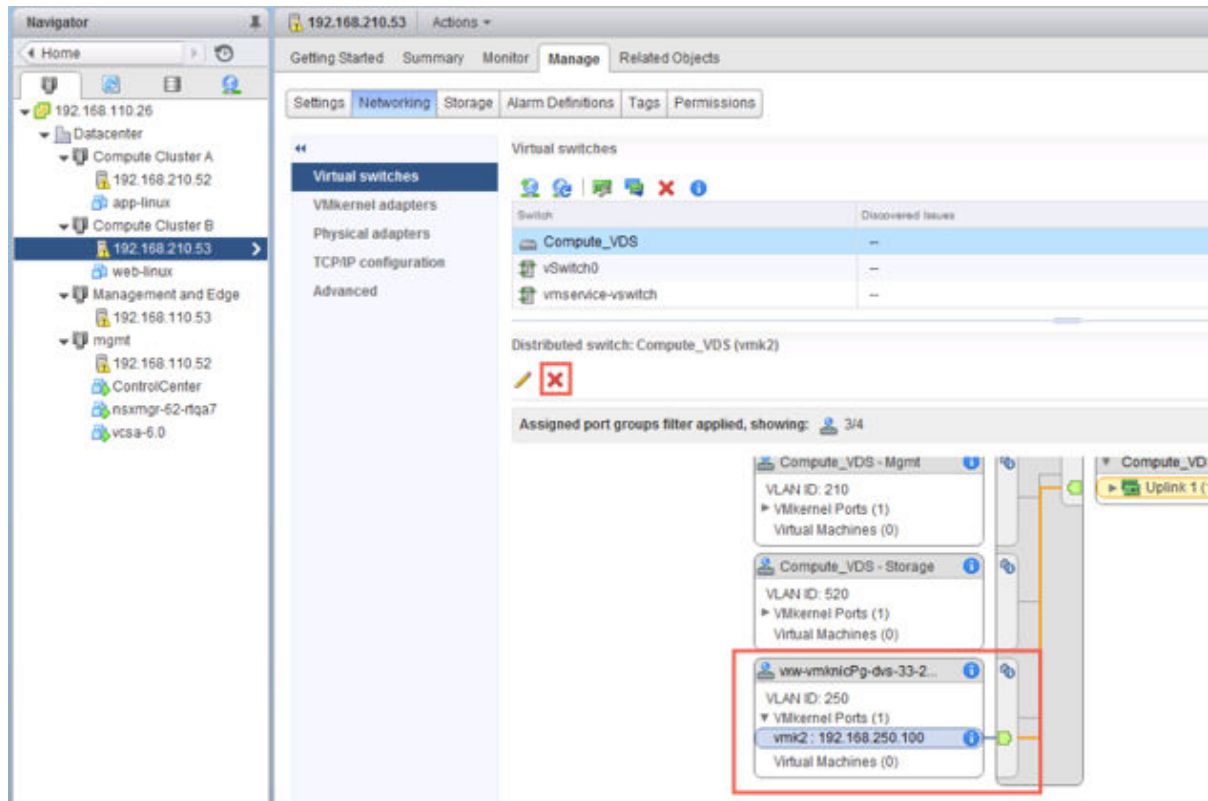 Navigator
Home
192.168.110.26
Datacenter
Compute Cluster A
192.168.210.52
app-linux
Compute Cluster B
192.168.210.53
web-linux
Management and Edge
192.168.110.53
mgmt
192.168.110.52
ControlCenter
nsxmgr-62-rtqa7
vcsa-6.0
192.168.210.53 Actions
Getting Started Summary Monitor Manage Related Objects
Settings Networking Storage Alarm Definitions Tags Permissions
Virtual switches
VMkernel adapters
Physical adapters
TCP/IP configuration
Advanced
Virtual switches
Switch Discovered Issues
Compute_VDS --
vSwitch0 --
vmservice-vswitch --
Distributed switch: Compute_VDS (vmk2)
Assigned port groups filter applied, showing: 3/4
Compute_VDS - Mgmt
VLAN ID: 210
VMkernel Ports (1)
Virtual Machines (0)
Compute_VDS - Storage
VLAN ID: 520
VMkernel Ports (1)
Virtual Machines (0)
vxw-vmknicPg-dvs-33-2...
VLAN ID: 250
VMkernel Ports (1)
vmk2 : 192.168.250.100
Virtual Machines (0)
Compute_VD
Uplink 1 (